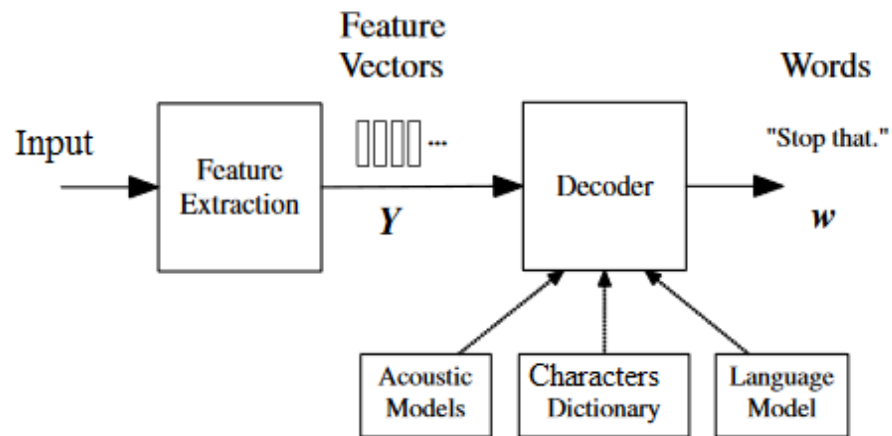 Feature
Vectors
Words
Input
Feature
Extraction
...
Y
Decoder
"Stop that."
w
Acoustic
Models
Characters
Dictionary
Language
Model